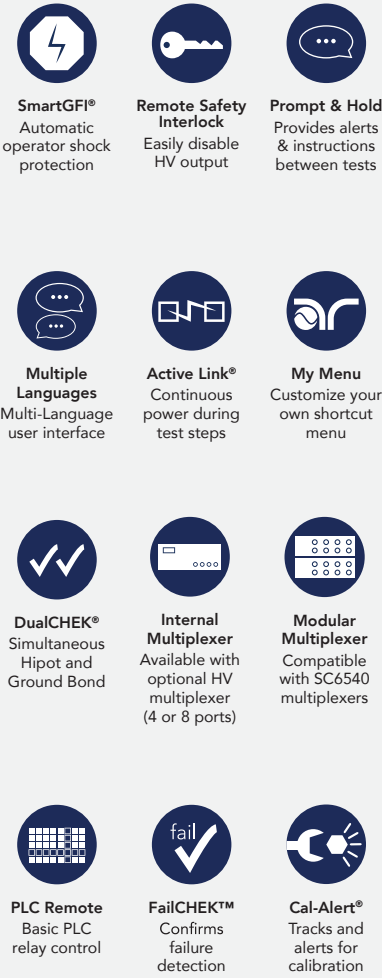 SmartGFI®
Automatic
operator shock
protection
Remote Safety
Interlock
Easily disable
HV output
Prompt & Hold
Provides alerts
& instructions
between tests
Multiple
Languages
Multi-Language
user interface
Active Link®
Continuous
power during
test steps
ar
My Menu
Customize your
own shortcut
menu
DualCHEK®
Simultaneous
Hipot and
Ground Bond
Internal
Multiplexer
Available with
optional HV
multiplexer
(4 or 8 ports)
Modular
Multiplexer
Compatible
with SC6540
multiplexers
PLC Remote
Basic PLC
relay control
fail
FailCHEK™
Confirms
failure
detection
Cal-Alert®
Tracks and
alerts for
calibration